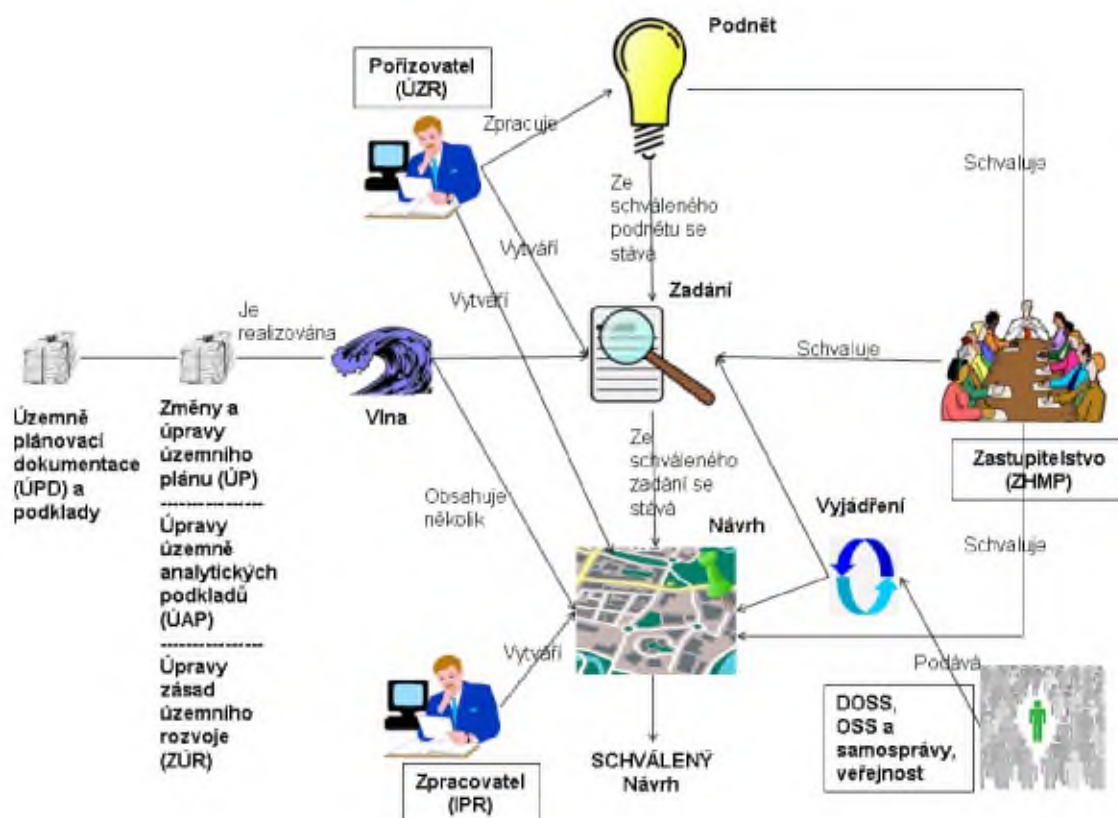 Podnět
Pořizovatel
(ÚZR)
Zpracuje
Schvaluje
Ze
schváleného
podnětu se
stává
Vytváří
Vytváří
Zadání
Je
realizována
Schvaluje
Územně
plánovací
dokumentace
(ÚPD) a
podklady
Změny a
úpravy
územního
plánu (ÚP)
----------------
Úpravy
územně
analytických
podkladů
(ÚAP)
----------------
Úpravy
zásad
územního
rozvoje
(ZÚR)
Vlna
Obsahuje
několik
Ze
schváleného
zadání se
stává
Návrh
Vyjádření
Zastupitelstvo
(ZHMP)
Schvaluje
Vytváří
Podává
DOSS,
OSS a
samosprávy,
veřejnost
Zpracovatel
(IPR)
SCHVÁLENÝ
Návrh